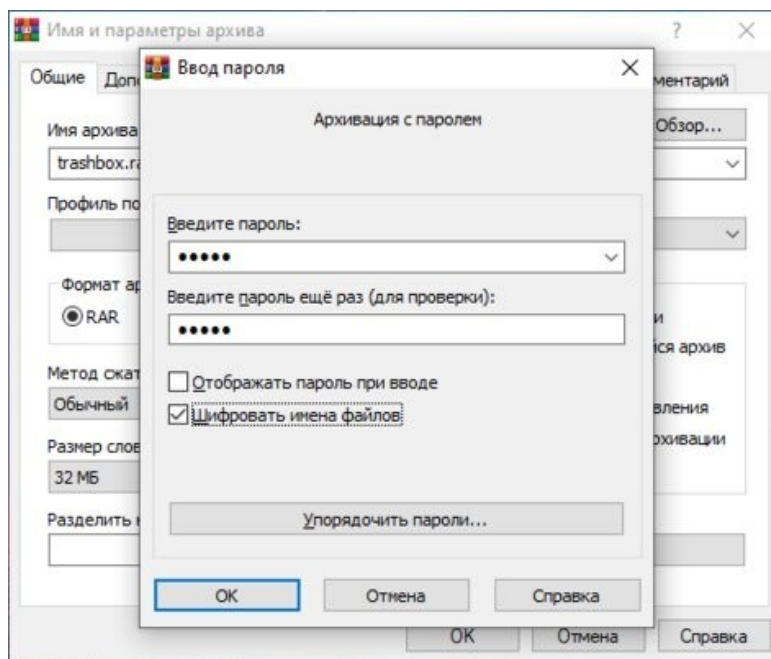 Имя и параметры архива
Ввод пароля
Общие
ментарий
Архивация с паролем
Имя архива
Обзор...
trashbox.ra
Профиль по
Введите пароль:
•••••
Формат ар
Введите пароль ещё раз (для проверки):
RAR
•••••
йся архив
Метод сжат
Отображать пароль при вводе
Обычный
Шифровать имена файлов
вления
Размер слов
рхивации
32 МБ
Упорядочить пароли...
Разделить
OK
Отмена
Справка
OK
Отмена
Справка